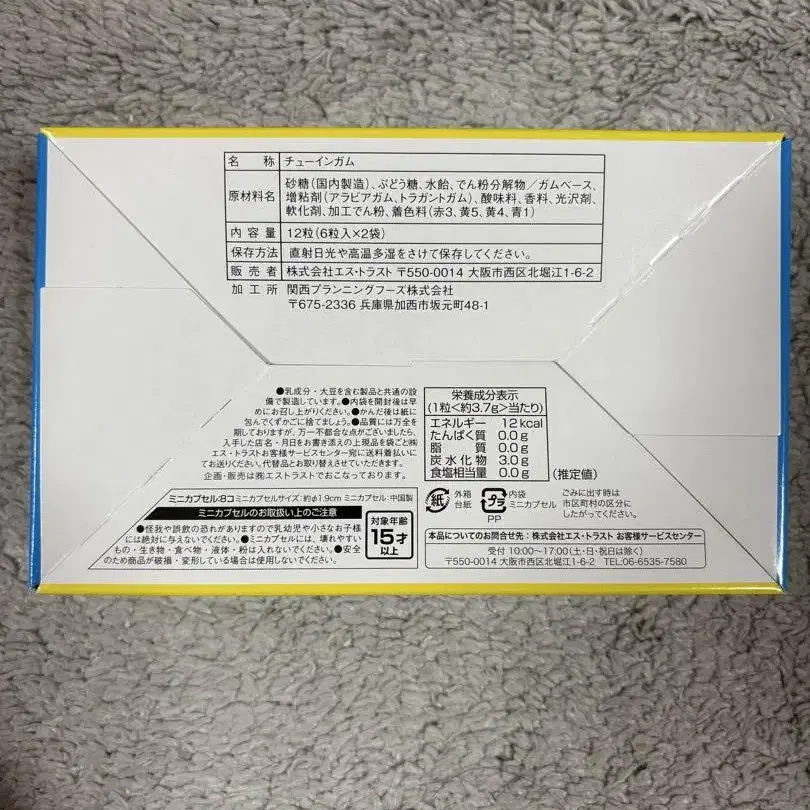 名称 チューインガム
原材料名 砂糖(国内製造)、ぶどう糖、水飴、でん粉分解物/ガムベース、
増粘剤(アラビアガム、トラガントガム)、酸味料、香料、光沢剤、
軟化剤、加工でん粉、着色料(赤3、黄5、黄4、青1)
内容量 12粒(6粒入×2袋)
保存方法 直射日光や高温多湿をさけて保存してください。
販売者 株式会社エス・トラスト 〒550-0014 大阪市西区北堀江1-6-2
加工所 関西プランニングフーズ株式会社
〒675-2336 兵庫県加西市坂元町48-1
●乳成分・大豆を含む製品と共通の設
備で製造しています。●内袋を開封後は早
めにお召し上がりください。●かんだ後は紙に
包んでくずかごに捨てましょう。●品質には万全を
期しておりますが、万一不都合な点がございましたら、
入手した店名・月日をお書き添えの上現品を袋ごと㈱
エス・トラストお客様サービスセンター宛に送料着払いに
てお送りください。代替品とお取り替えさせていただきます。
企画・販売は㈱エストラストでおこなっております。
栄養成分表示
(1粒<約3.7g>当たり)
エネルギー 12kcal
たんぱく質 0.0g
脂質 0.0g
炭水化物 3.0g
食塩相当量 0.0g
(推定値)
ミニカプセル:8コ ミニカプセルサイズ:約φ1.9cm ミニカプセル:中国製
ミニカプセルのお取扱い上のご注意
●怪我や誤飲の恐れがありますので乳幼児や小さなお子様
には絶対に与えないでください。●ミニカプセルには、壊れやすい
もの・生き物・食べ物・液体・粉は入れないでください。●安全
のため商品が破損・変形している場合は使用しないでください。
対象年齢
15才
以上
紙 外箱
台紙
プラ 内袋
ミニカプセル
PP
ごみに出す時は
市区町村の区分に
したがってください。
本品についてのお問合せ先:株式会社エス・トラスト お客様サービスセンター
受付 10:00〜17:00(土・日・祝日は除く)
〒550-0014 大阪市西区北堀江1-6-2 TEL:06-6535-7580